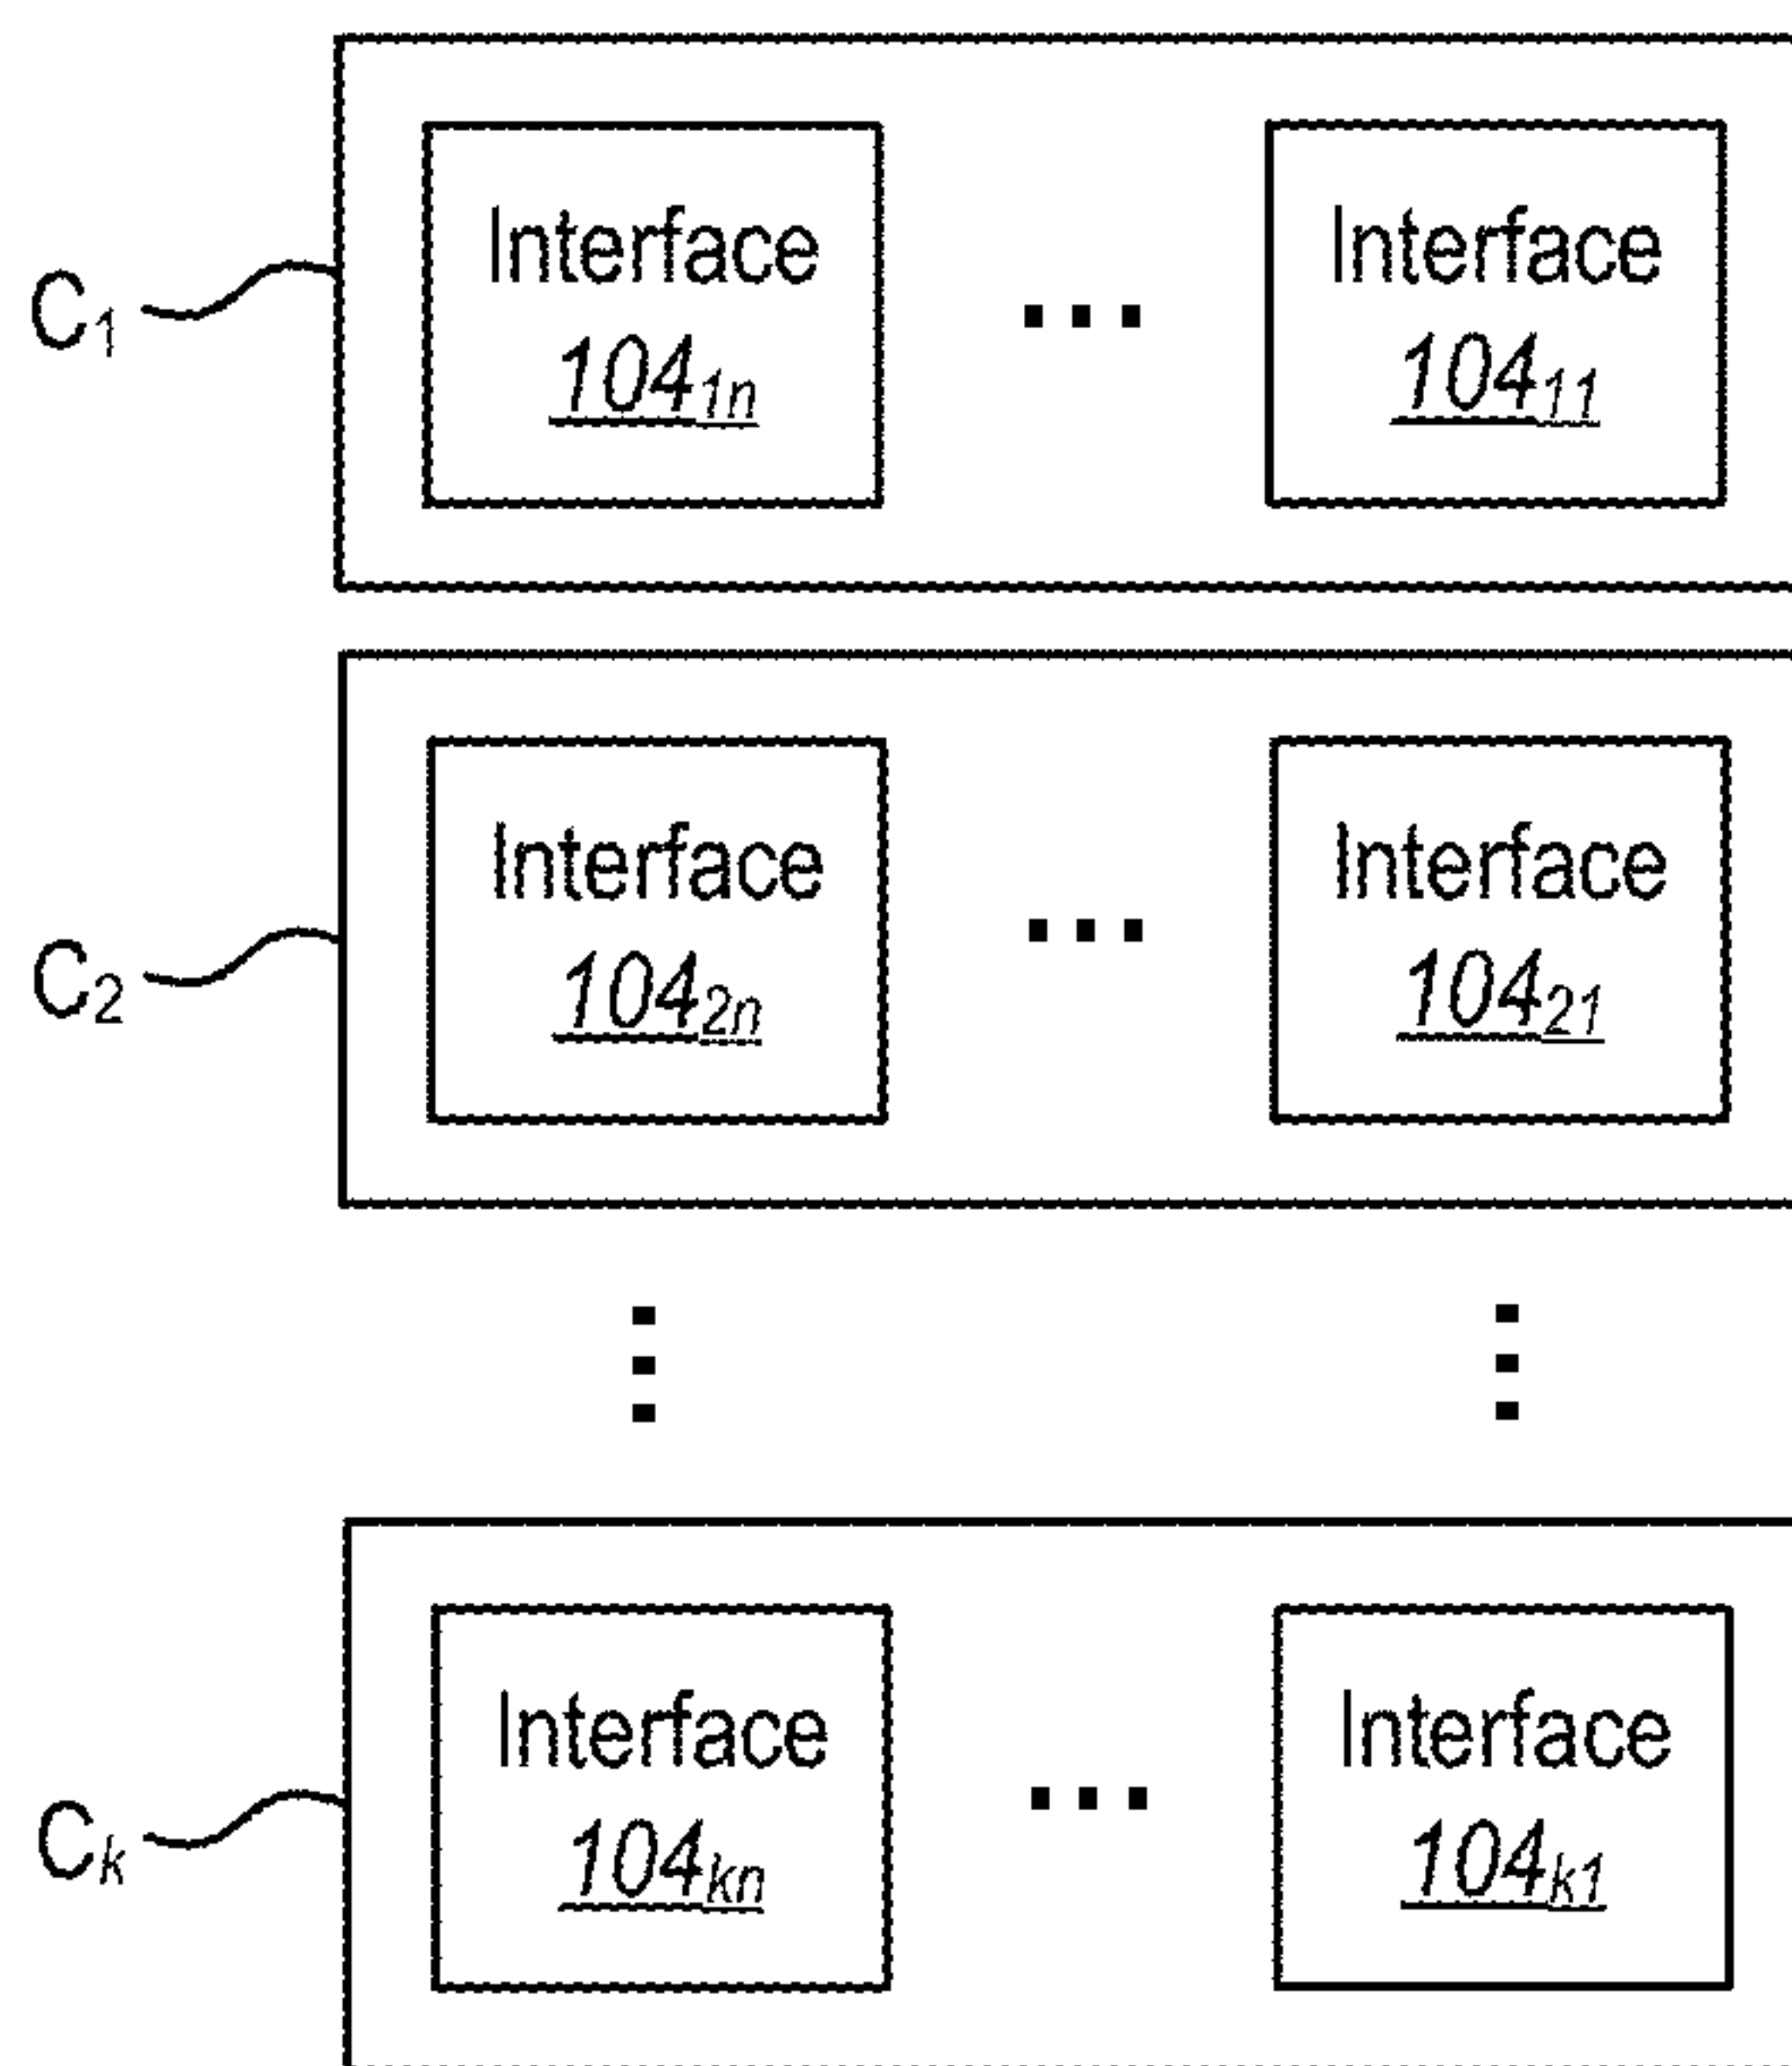 C₁
Interface
104₁ₙ
...
Interface
104₁₁
C₂
Interface
104₂ₙ
...
Interface
104₂₁
Cₖ
Interface
104ₖₙ
...
Interface
104ₖ₁